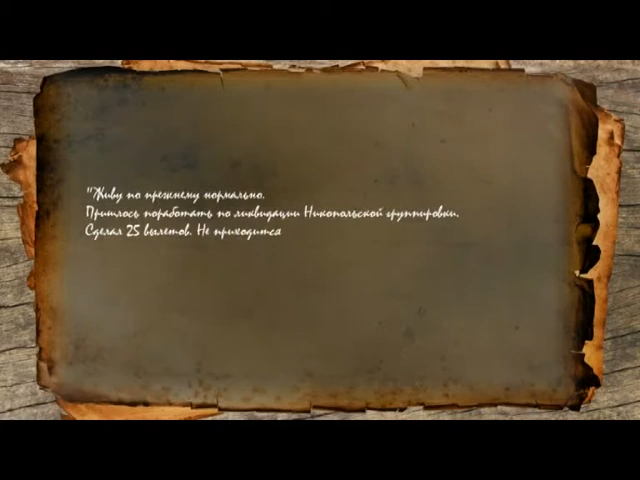 "Живу по прежнему нормально.
Пришлось поработать по ликвидации Никопольской группировки.
Сделал 25 вылетов. Не приходится